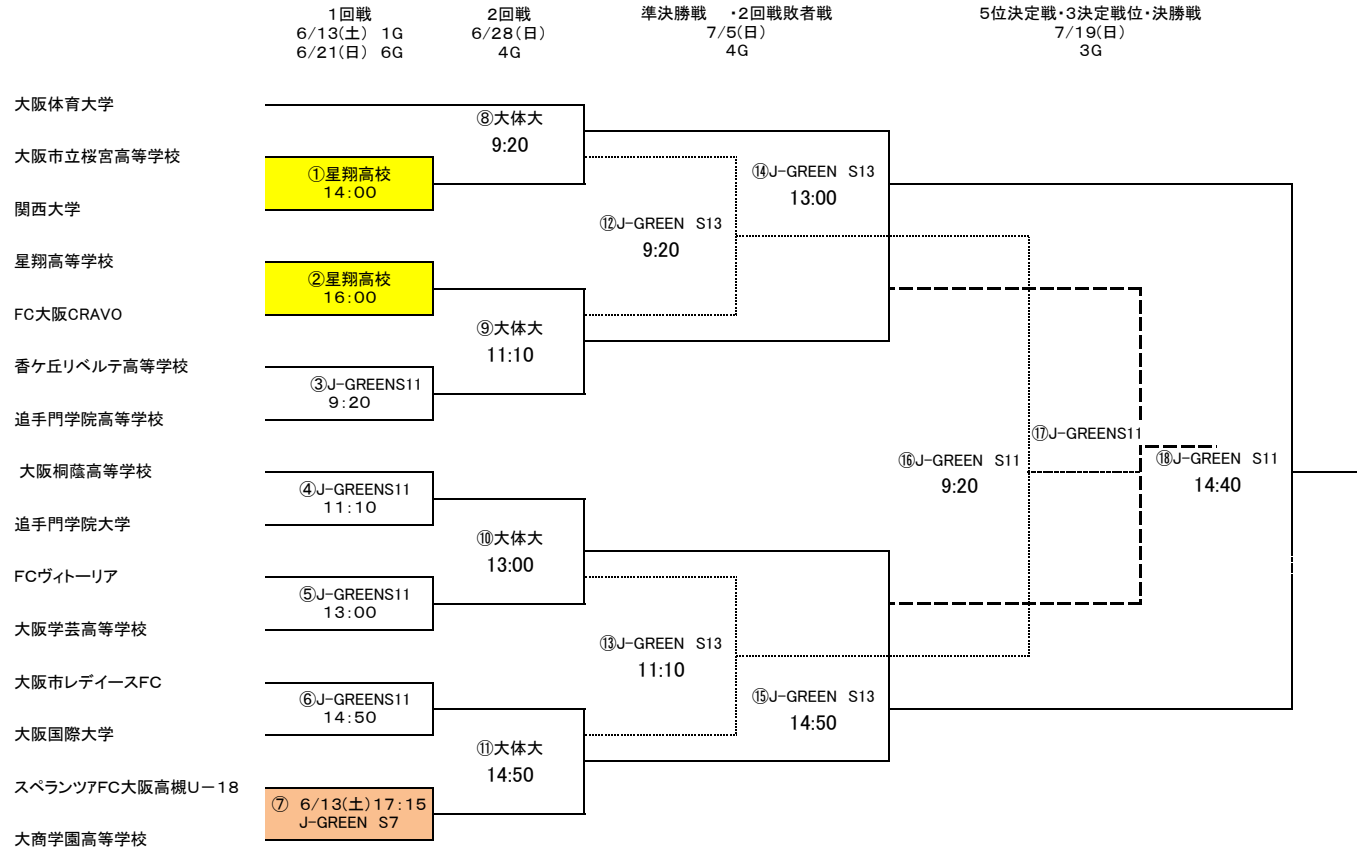 1回戦
6/13(土) 1G
6/21(日) 6G
2回戦
6/28(日)
4G
準決勝戦 ・2回戦敗者戦
7/5(日)
4G
5位決定戦・3決定戦位・決勝戦
7/19(日)
3G
大阪体育大学
大阪市立桜宮高等学校
関西大学
星翔高等学校
FC大阪CRAVO
香ケ丘リベルテ高等学校
追手門学院高等学校
大阪桐蔭高等学校
追手門学院大学
FCヴィトーリア
大阪学芸高等学校
大阪市レデイースFC
大阪国際大学
スペランツアFC大阪高槻U－18
大商学園高等学校
①星翔高校
14:00
②星翔高校
16:00
③J-GREENS11
9:20
④J-GREENS11
11:10
⑤J-GREENS11
13:00
⑥J-GREENS11
14:50
⑦ 6/13(土)17:15
J-GREEN S7
⑧大体大
9:20
⑨大体大
11:10
⑩大体大
13:00
⑪大体大
14:50
⑫J-GREEN S13
9:20
⑬J-GREEN S13
11:10
⑭J-GREEN S13
13:00
⑮J-GREEN S13
14:50
⑯J-GREEN S11
9:20
⑰J-GREENS11
⑱J-GREEN S11
14:40